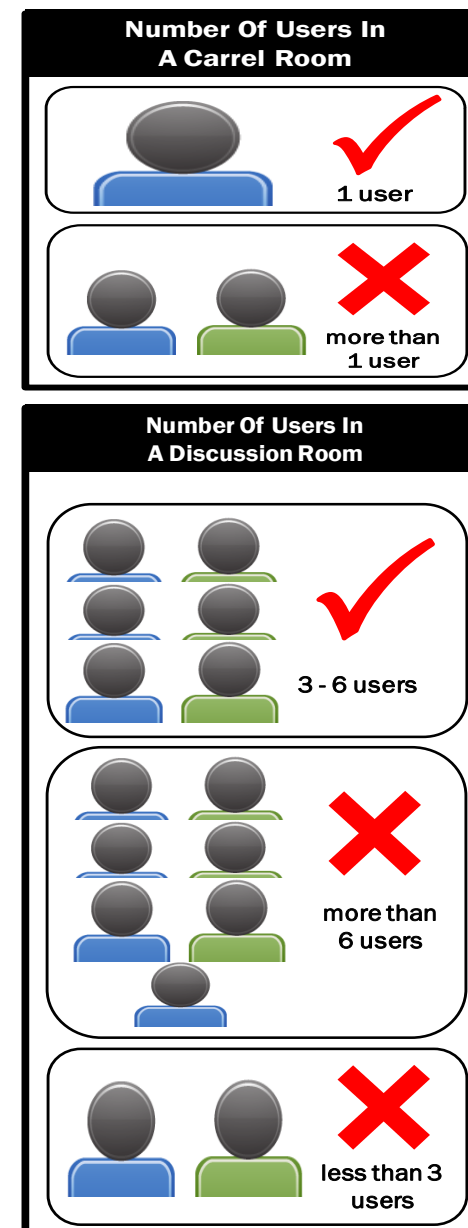 Number Of Users In
A Carrel Room
1 user
more than
1 user
Number Of Users In
A Discussion Room
3 - 6 users
more than
6 users
less than 3
users